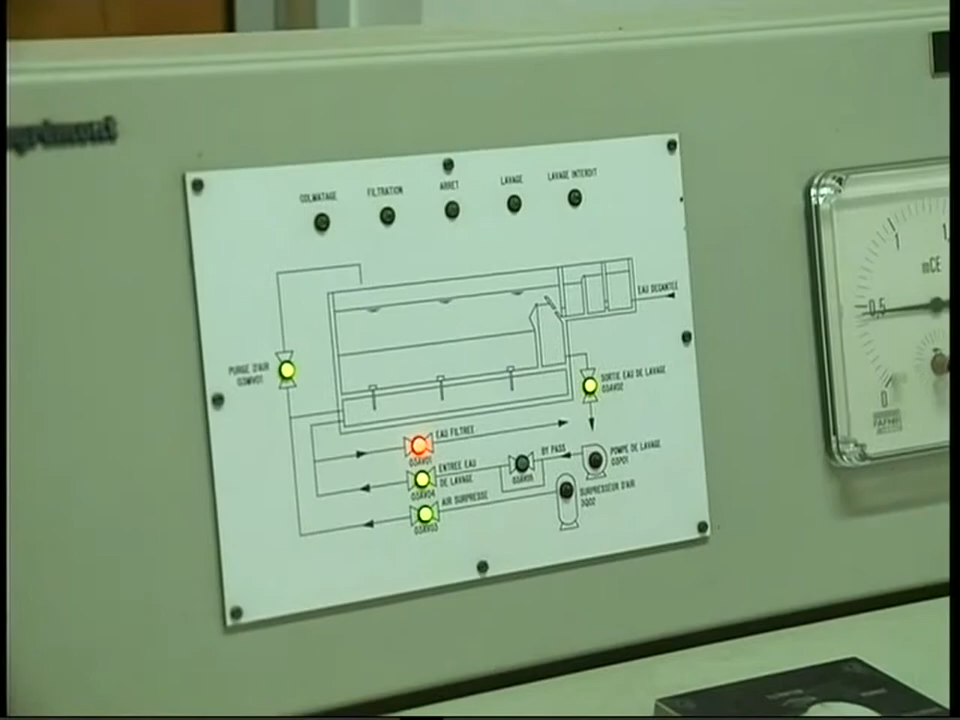 COLMATAGE
FILTRATION
ARRET
LAVAGE
LAVAGE INTERDIT
EAU DECANTEE
PURGE D'AIR
SORTIE EAU DE LAVAGE
EAU FILTREE
ENTREE EAU
DE LAVAGE
BY PASS
POMPE DE LAVAGE
AIR SURPRESSE
SURPRESSEUR D'AIR
1
mCE
0,5
0